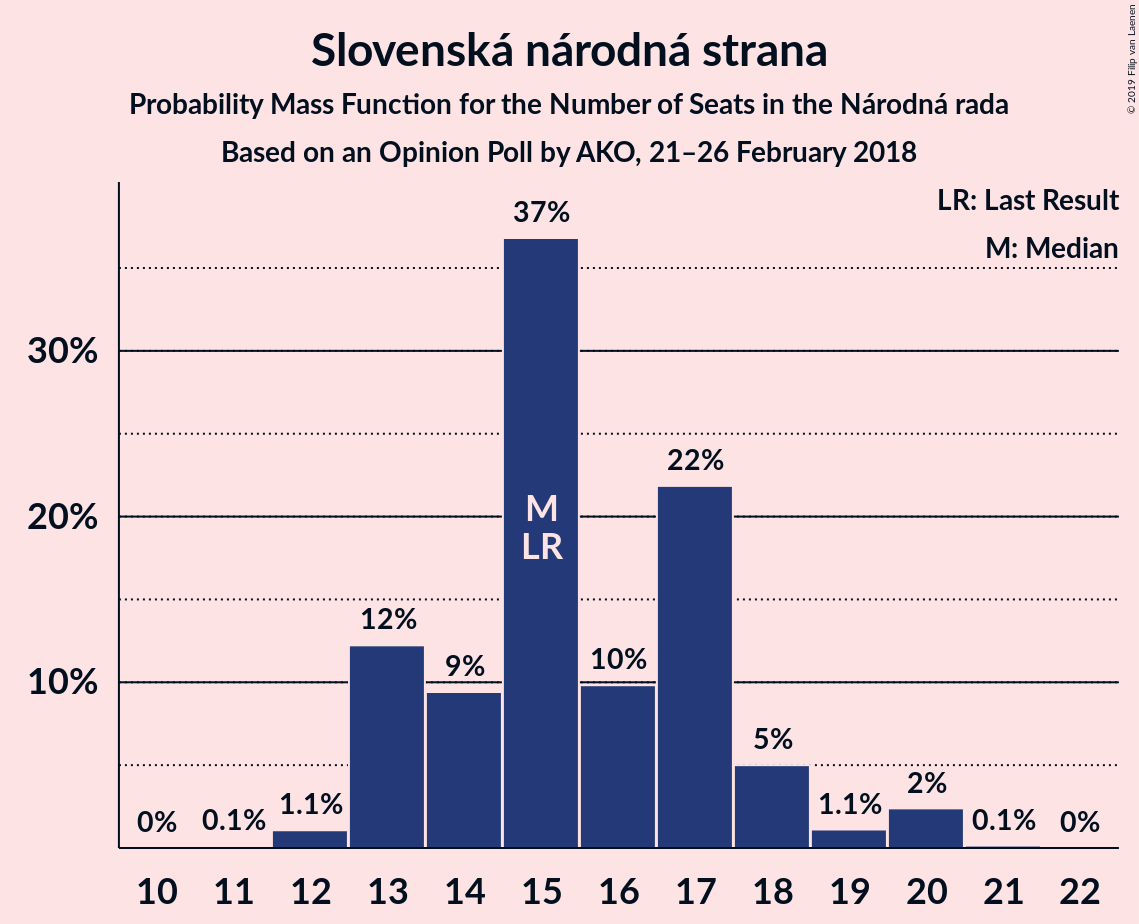 Slovenská národná strana
Probability Mass Function for the Number of Seats in the Národná rada
Based on an Opinion Poll by AKO, 21–26 February 2018
© 2019 Filip van Laenen
LR: Last Result
M: Median
37%
30%
22%
20%
M
LR
12%
10%
9%
10%
5%
2%
1.1%
1.1%
0%
0.1%
0.1%
0%
10 11 12 13 14 15 16 17 18 19 20 21 22